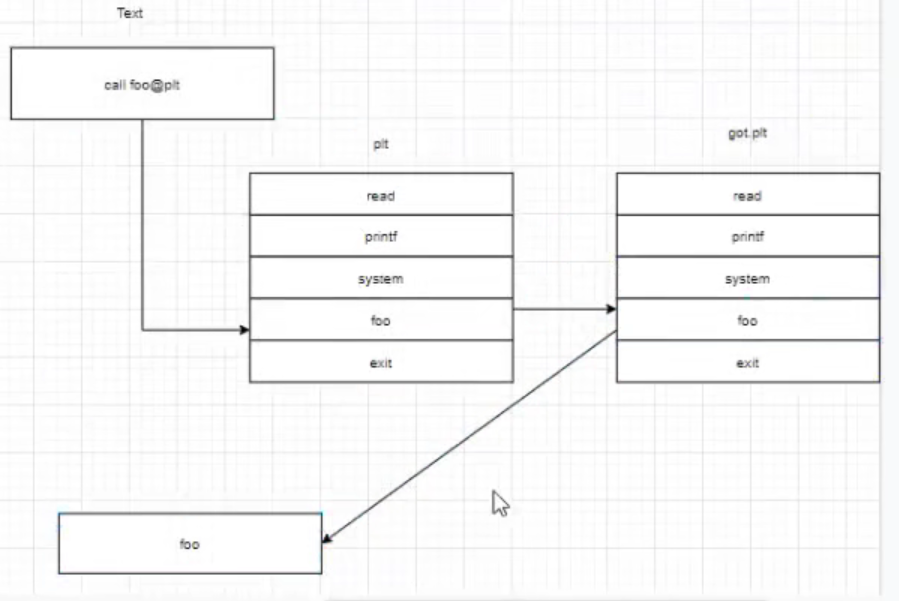 Text
call foo@plt
plt
read
printf
system
foo
exit
got.plt
read
printf
system
foo
exit
foo